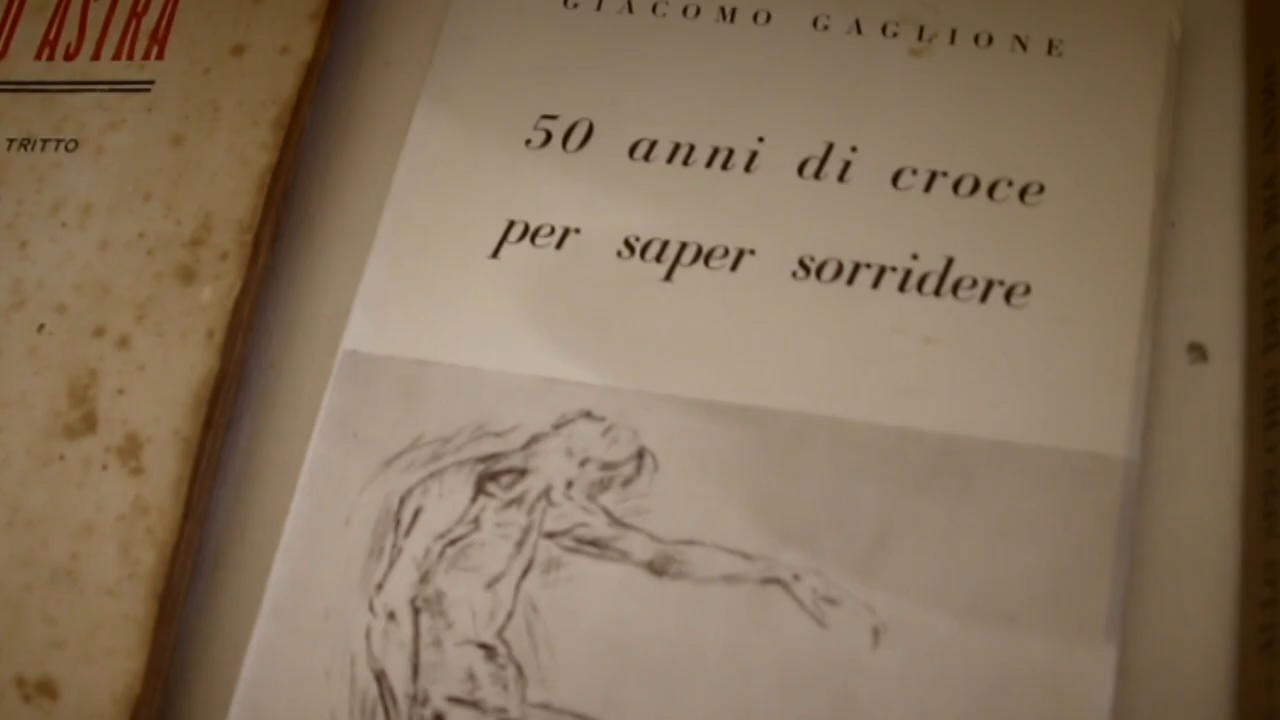 ASTRA
TRITTO
GIACOMO GAGLIONE
50 anni di croce
per saper sorridere